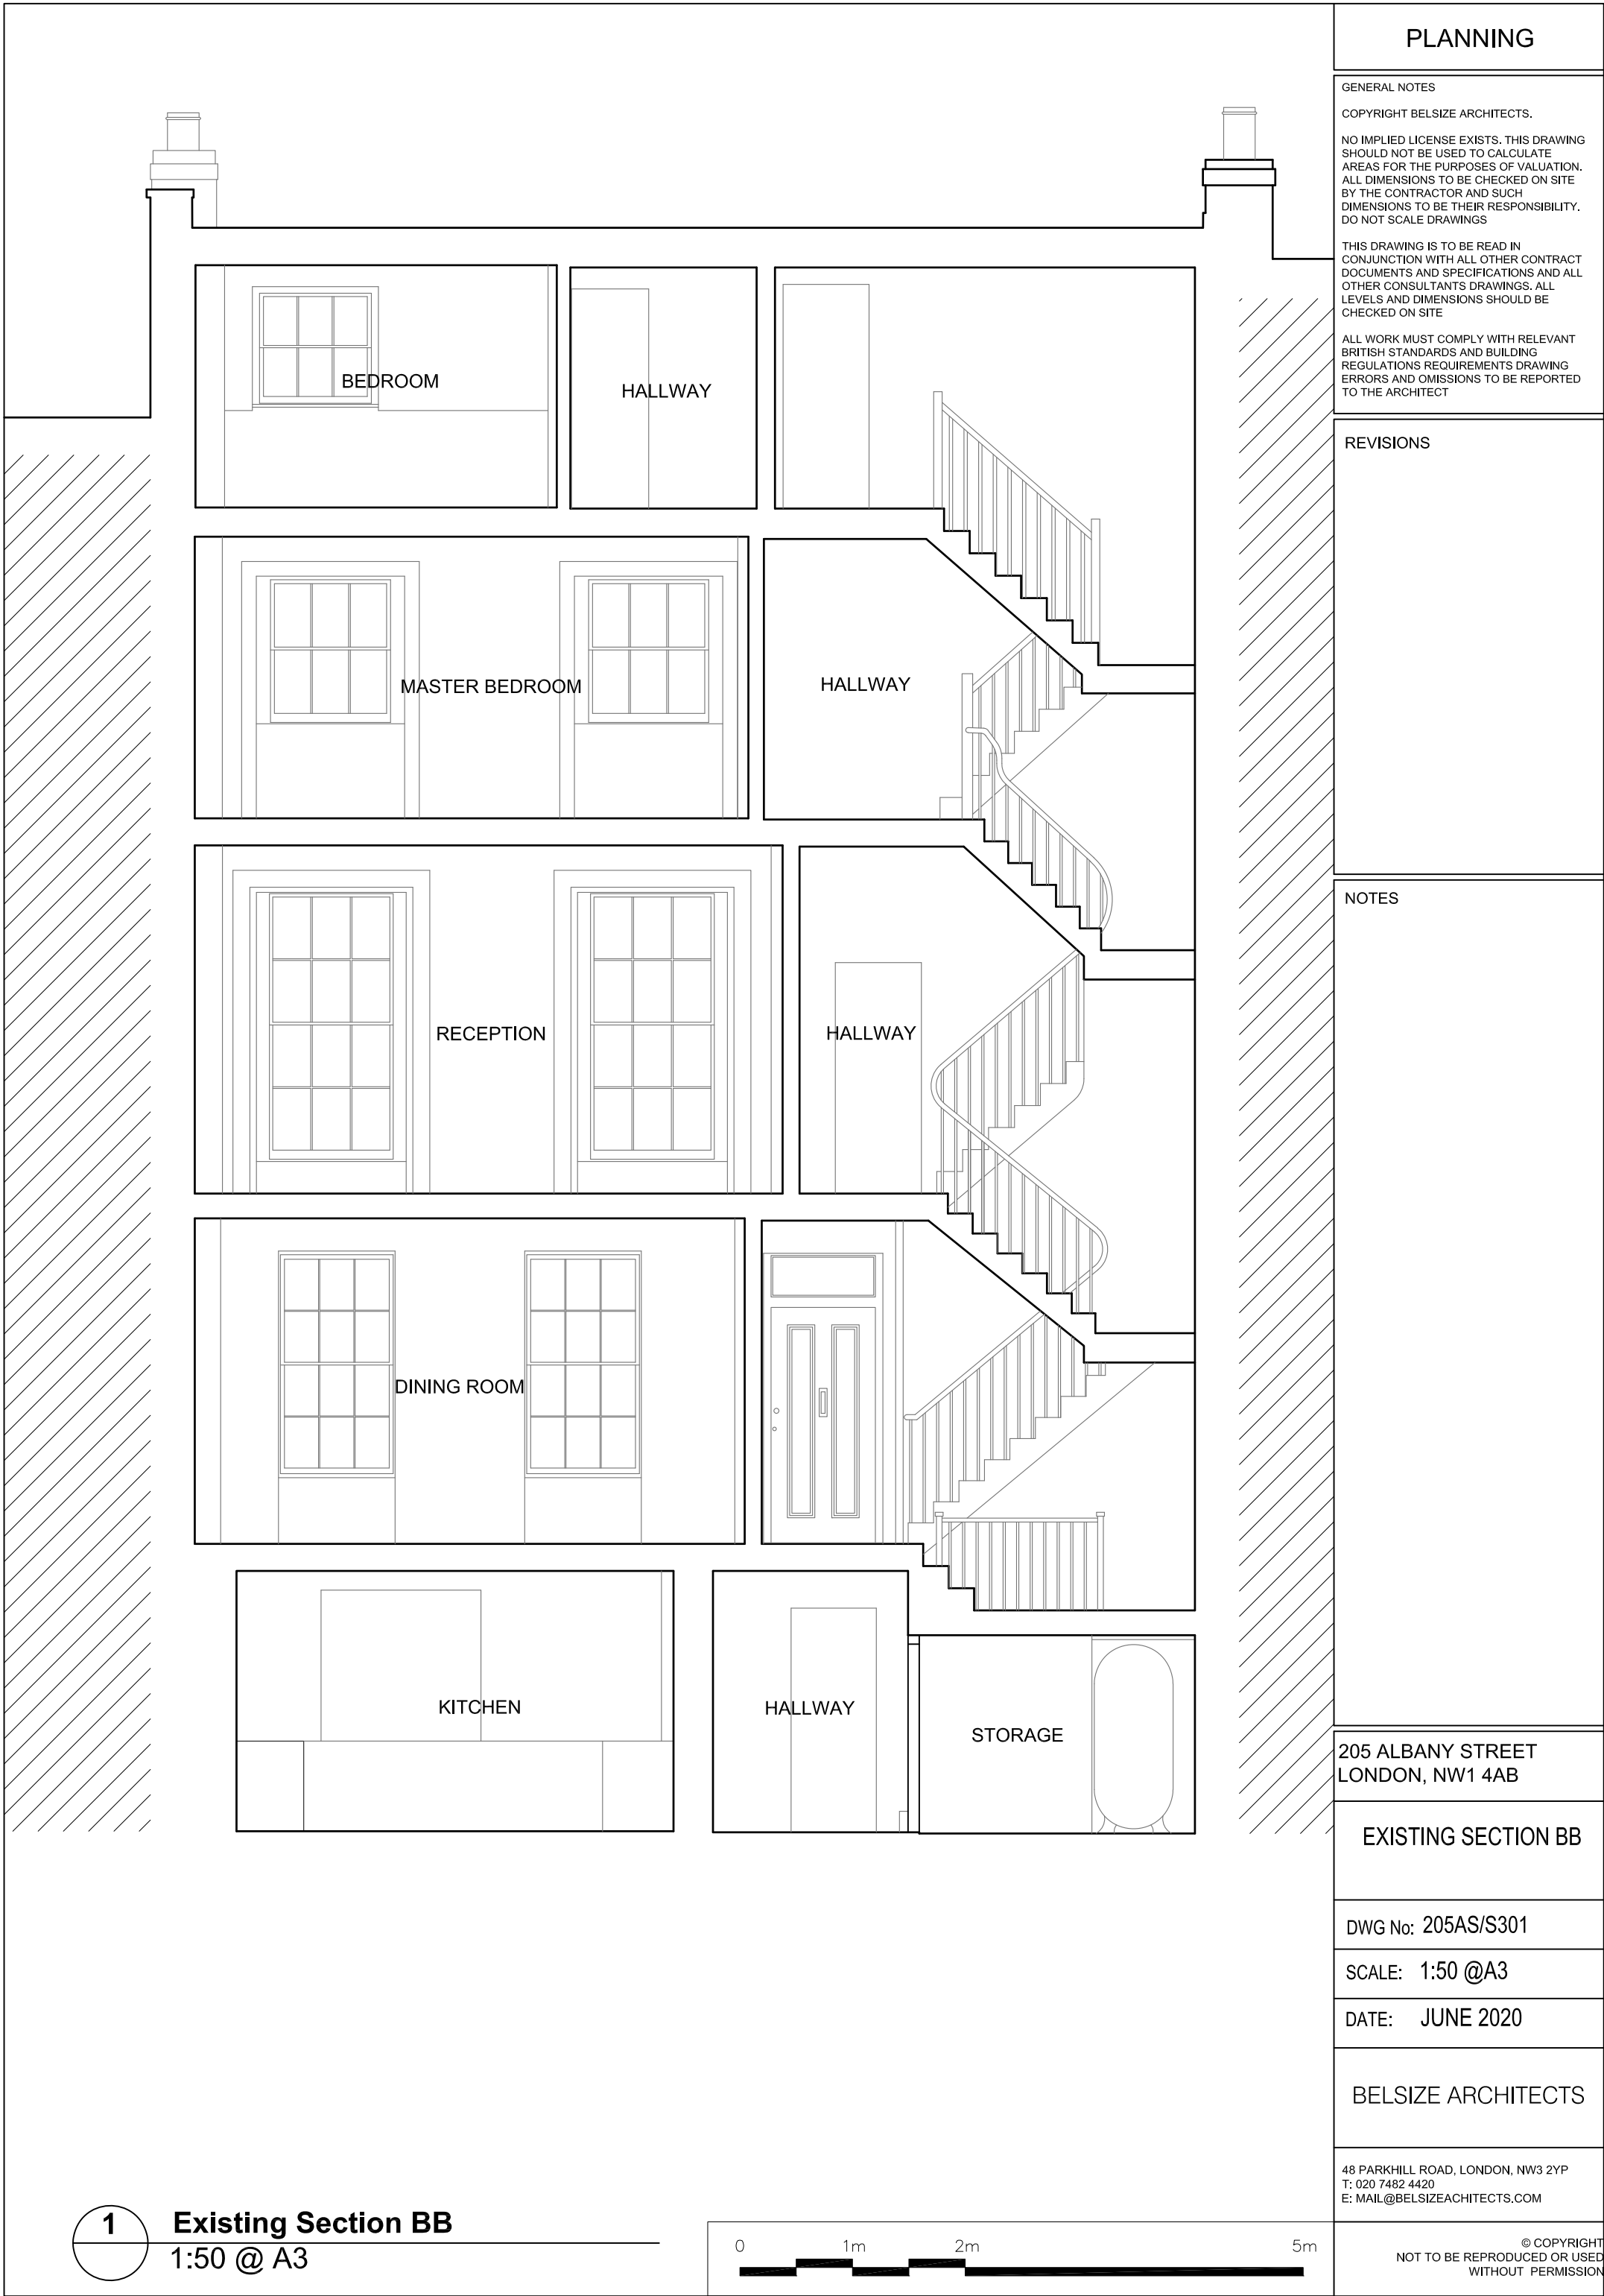 PLANNING
GENERAL NOTES
COPYRIGHT BELSIZE ARCHITECTS.
NO IMPLIED LICENSE EXISTS. THIS DRAWING
SHOULD NOT BE USED TO CALCULATE
AREAS FOR THE PURPOSES OF VALUATION.
ALL DIMENSIONS TO BE CHECKED ON SITE
BY THE CONTRACTOR AND SUCH
DIMENSIONS TO BE THEIR RESPONSIBILITY.
DO NOT SCALE DRAWINGS
THIS DRAWING IS TO BE READ IN
CONJUNCTION WITH ALL OTHER CONTRACT
DOCUMENTS AND SPECIFICATIONS AND ALL
OTHER CONSULTANTS DRAWINGS. ALL
LEVELS AND DIMENSIONS SHOULD BE
CHECKED ON SITE
ALL WORK MUST COMPLY WITH RELEVANT
BRITISH STANDARDS AND BUILDING
REGULATIONS REQUIREMENTS DRAWING
ERRORS AND OMISSIONS TO BE REPORTED
TO THE ARCHITECT
REVISIONS
NOTES
BEDROOM
HALLWAY
MASTER BEDROOM
HALLWAY
RECEPTION
HALLWAY
DINING ROOM
KITCHEN
HALLWAY
STORAGE
205 ALBANY STREET
LONDON, NW1 4AB
EXISTING SECTION BB
DWG No: 205AS/S301
SCALE: 1:50 @A3
DATE: JUNE 2020
BELSIZE ARCHITECTS
48 PARKHILL ROAD, LONDON, NW3 2YP
T: 020 7482 4420
E: MAIL@BELSIZEACHITECTS.COM
© COPYRIGHT
NOT TO BE REPRODUCED OR USED
WITHOUT PERMISSION
1 Existing Section BB
1:50 @ A3
0 1m 2m 5m